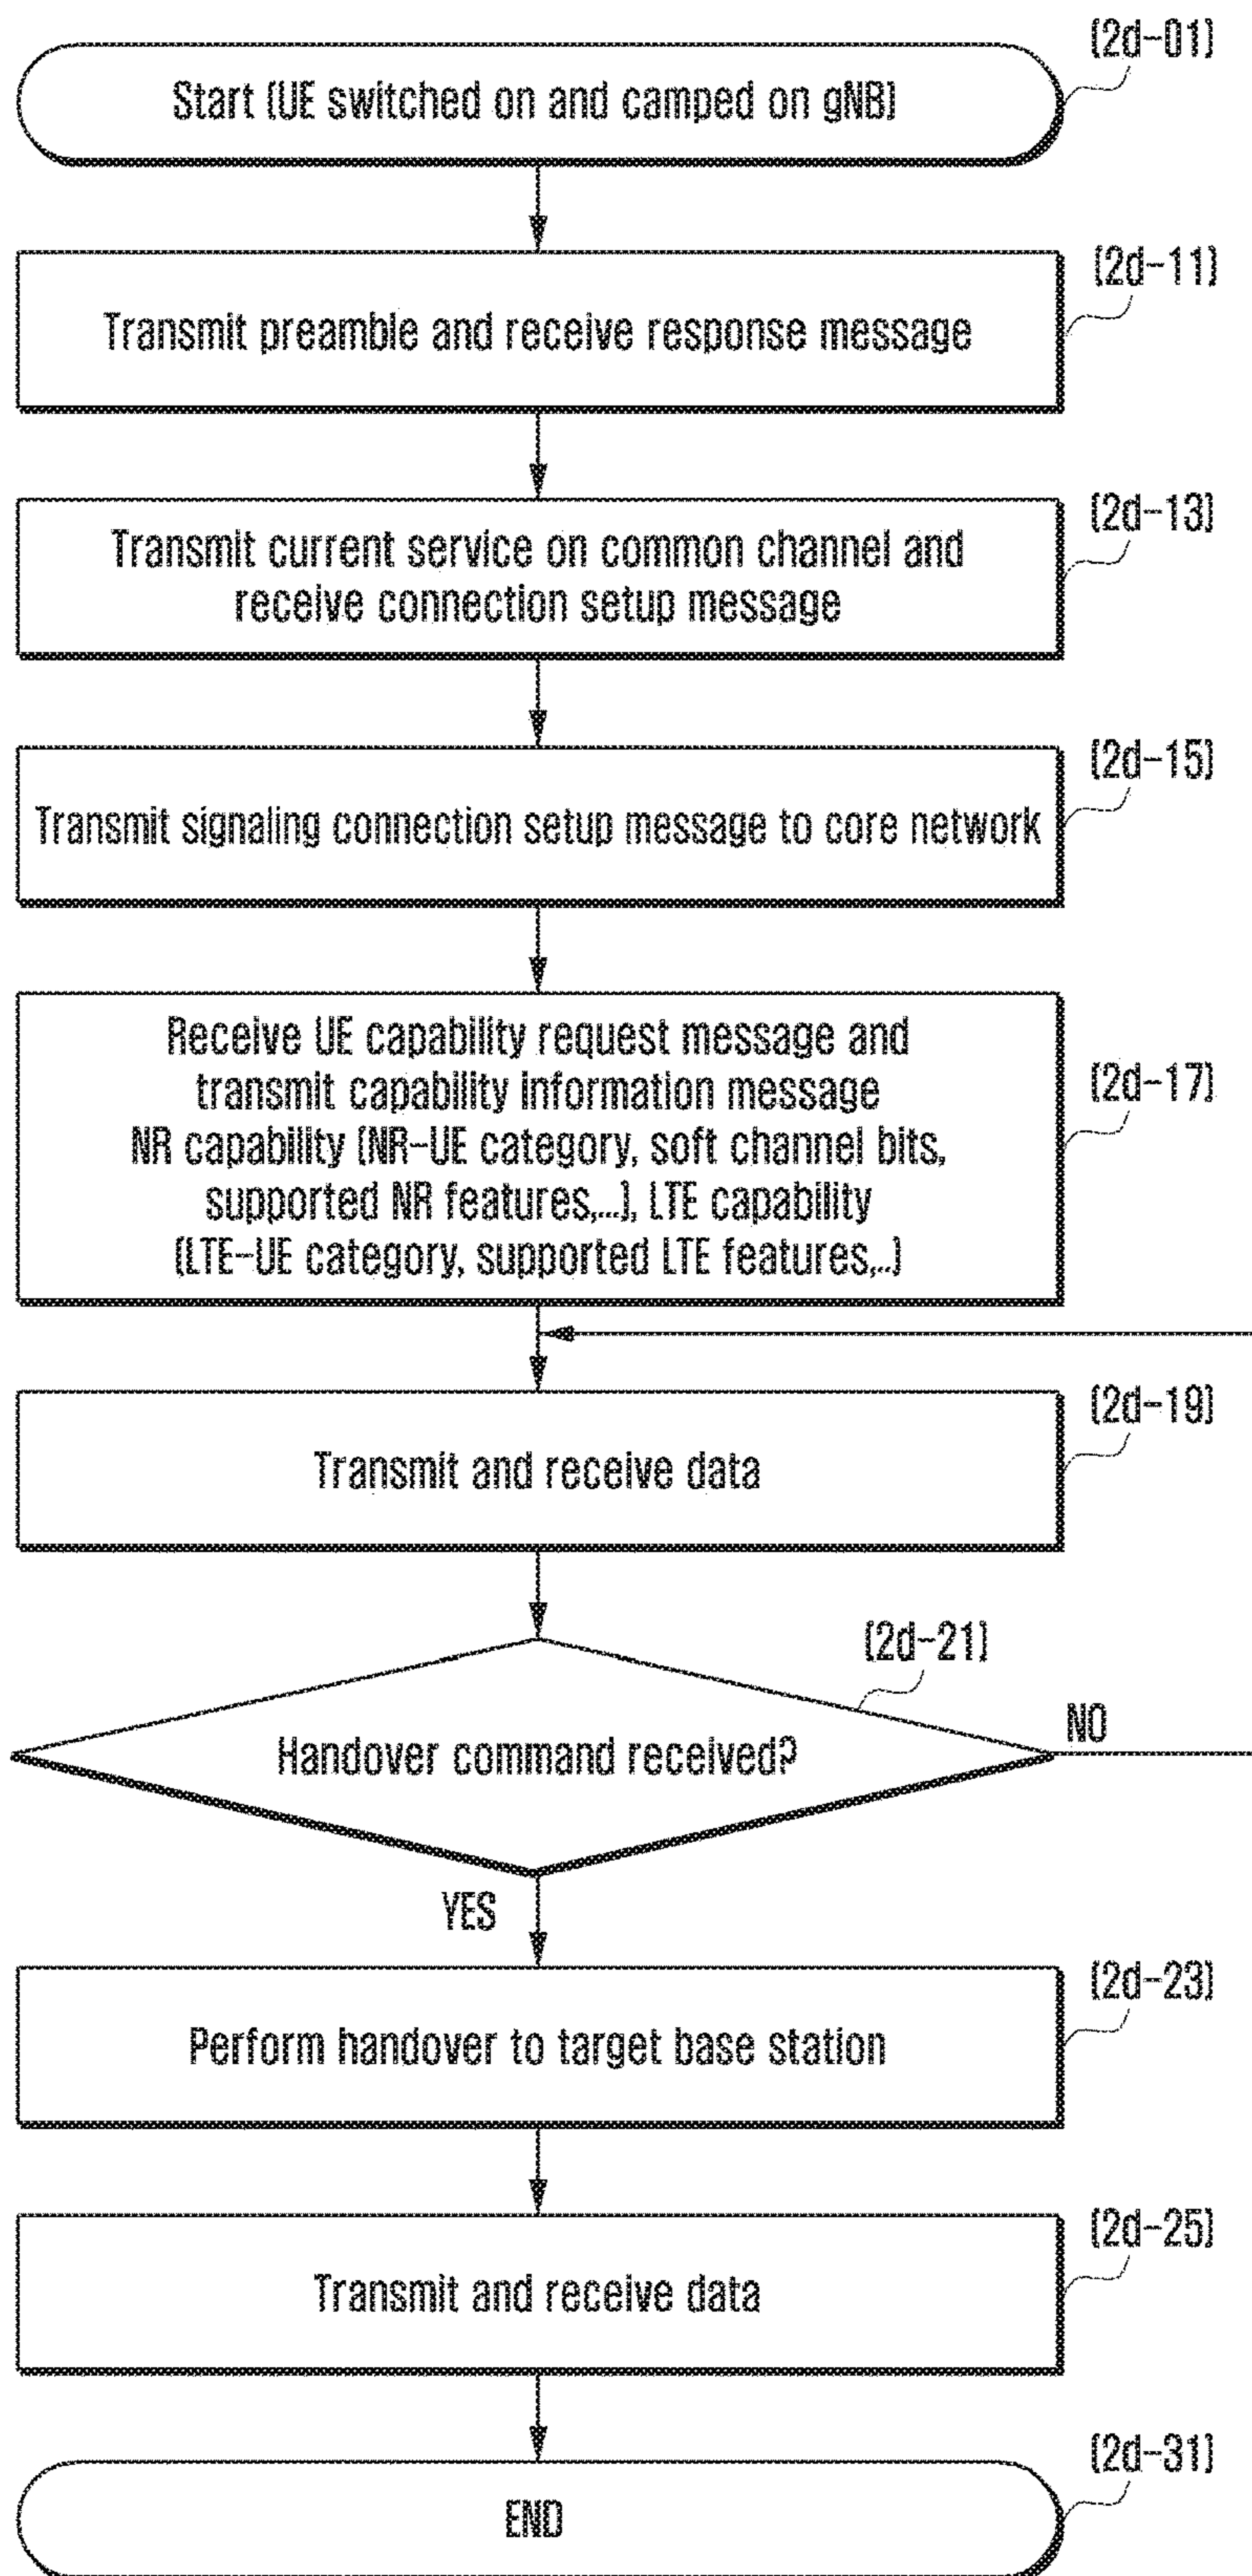 (2d-01)
Start (UE switched on and camped on gNB)
(2d-11)
Transmit preamble and receive response message
(2d-13)
Transmit current service on common channel and
receive connection setup message
(2d-15)
Transmit signaling connection setup message to core network
(2d-17)
Receive UE capability request message and
transmit capability information message
NR capability (NR-UE category, soft channel bits,
supported NR features,...), LTE capability
(LTE-UE category, supported LTE features,..)
(2d-19)
Transmit and receive data
(2d-21)
Handover command received?
NO
YES
(2d-23)
Perform handover to target base station
(2d-25)
Transmit and receive data
(2d-31)
END